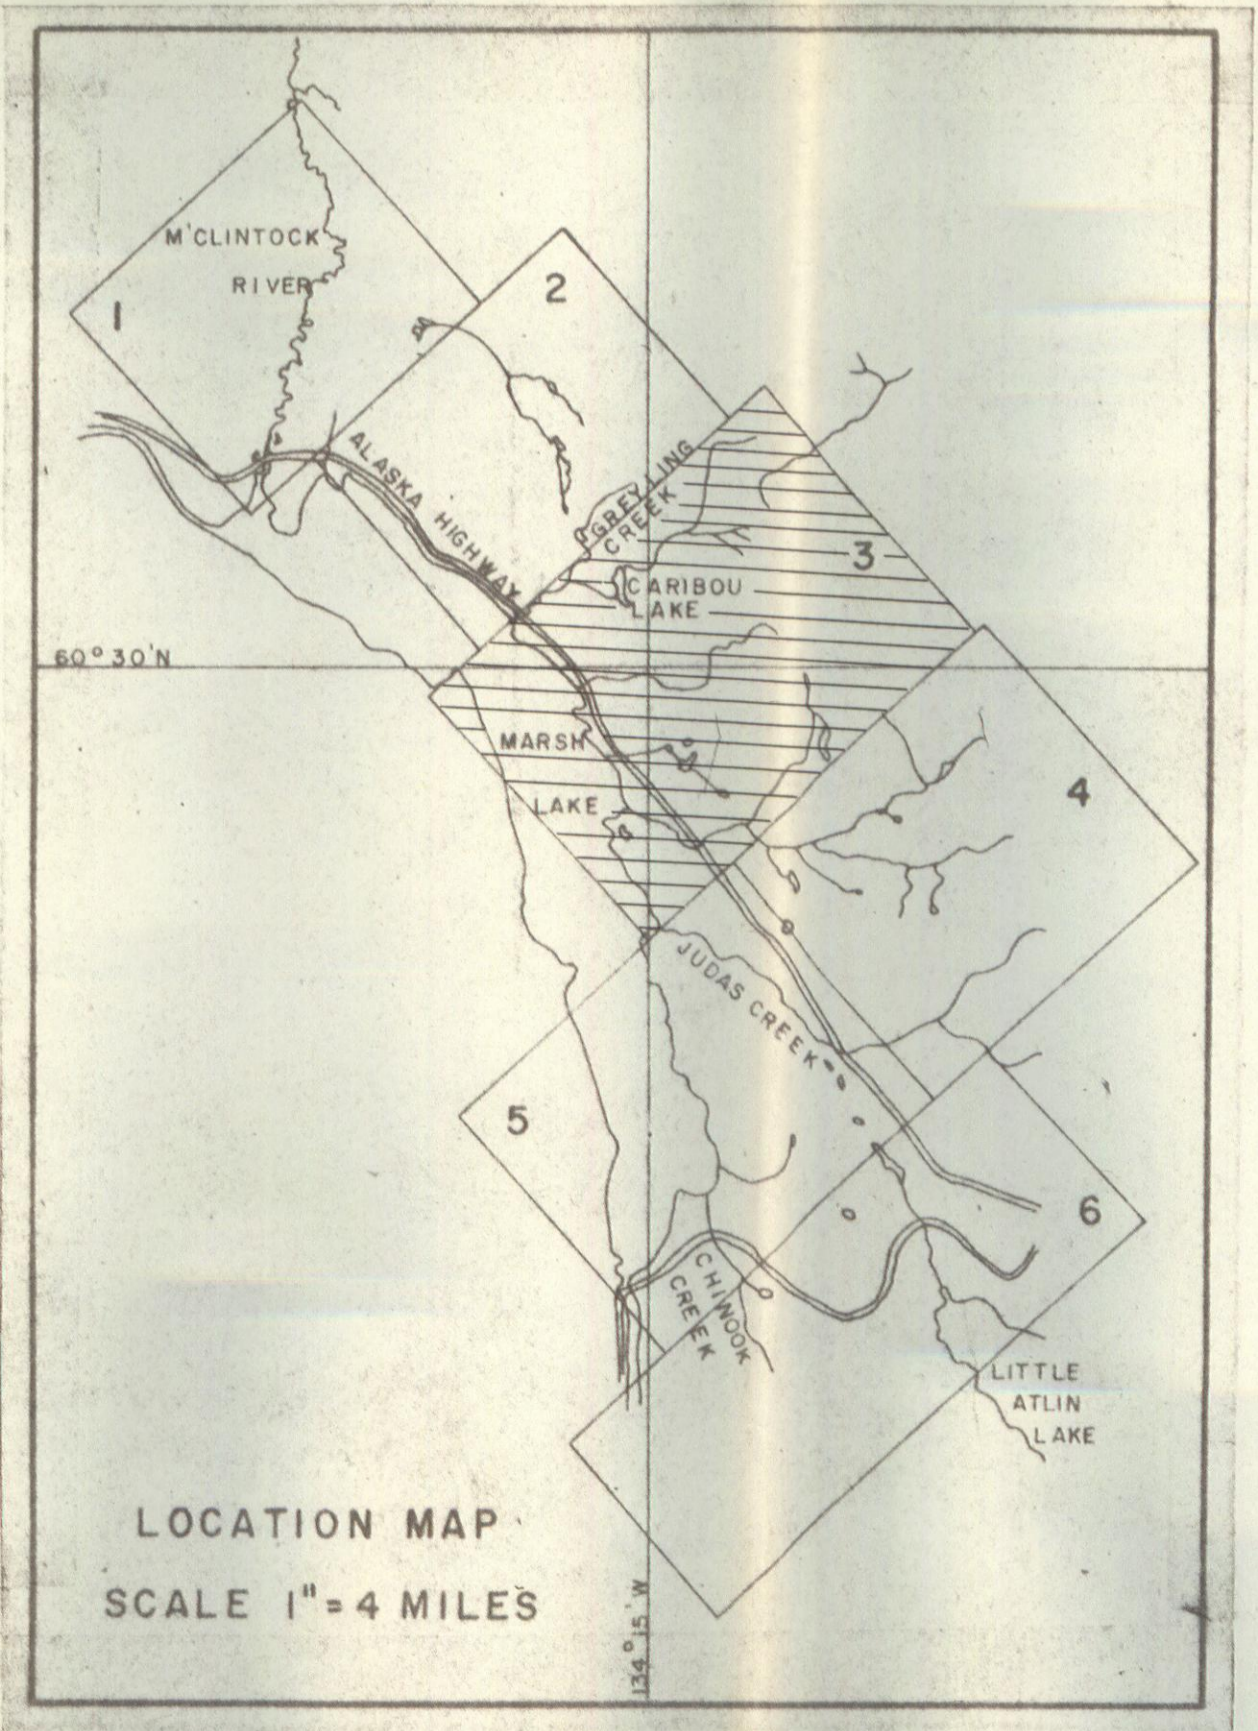 M'CLINTOCK
RIVER
1
2
ALASKA HIGHWAY
GREYLING
CREEK
3
CARIBOU
LAKE
60° 30'N
MARSH
LAKE
4
JUDAS CREEK
5
6
CHINOOK
CREEK
LITTLE
ATLIN
LAKE
LOCATION MAP
SCALE 1" = 4 MILES
134° 15' W